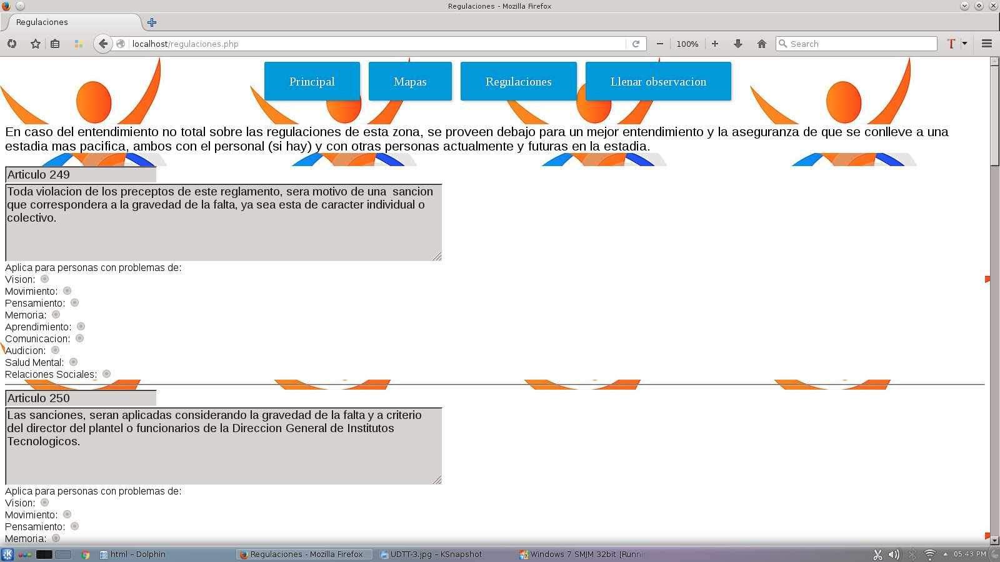 Regulaciones - Mozilla Firefox
Regulaciones
localhost/regulaciones.php
100%
Search
T
Principal
Mapas
Regulaciones
Llenar observacion
En caso del entendimiento no total sobre las regulaciones de esta zona, se proveen debajo para un mejor entendimiento y la aseguranza de que se conlleve a una
estadia mas pacifica, ambos con el personal (si hay) y con otras personas actualmente y futuras en la estadia.
Articulo 249
Toda violacion de los preceptos de este reglamento, sera motivo de una  sancion
que correspondera a la gravedad de la falta, ya sea esta de caracter individual o
colectivo.
Aplica para personas con problemas de:
Vision:
Movimiento:
Pensamiento:
Memoria:
Aprendimiento:
Comunicacion:
Audicion:
Salud Mental:
Relaciones Sociales:
Articulo 250
Las sanciones, seran aplicadas considerando la gravedad de la falta y a criterio
del director del plantel o funcionarios de la Direccion General de Institutos
Tecnologicos.
Aplica para personas con problemas de:
Vision:
Movimiento:
Pensamiento:
Memoria:
html – Dolphin
Regulaciones - Mozilla Firefox
UDTT-3.jpg – KSnapshot
Windows 7 SMJM 32bit [Runnin
05:43 PM